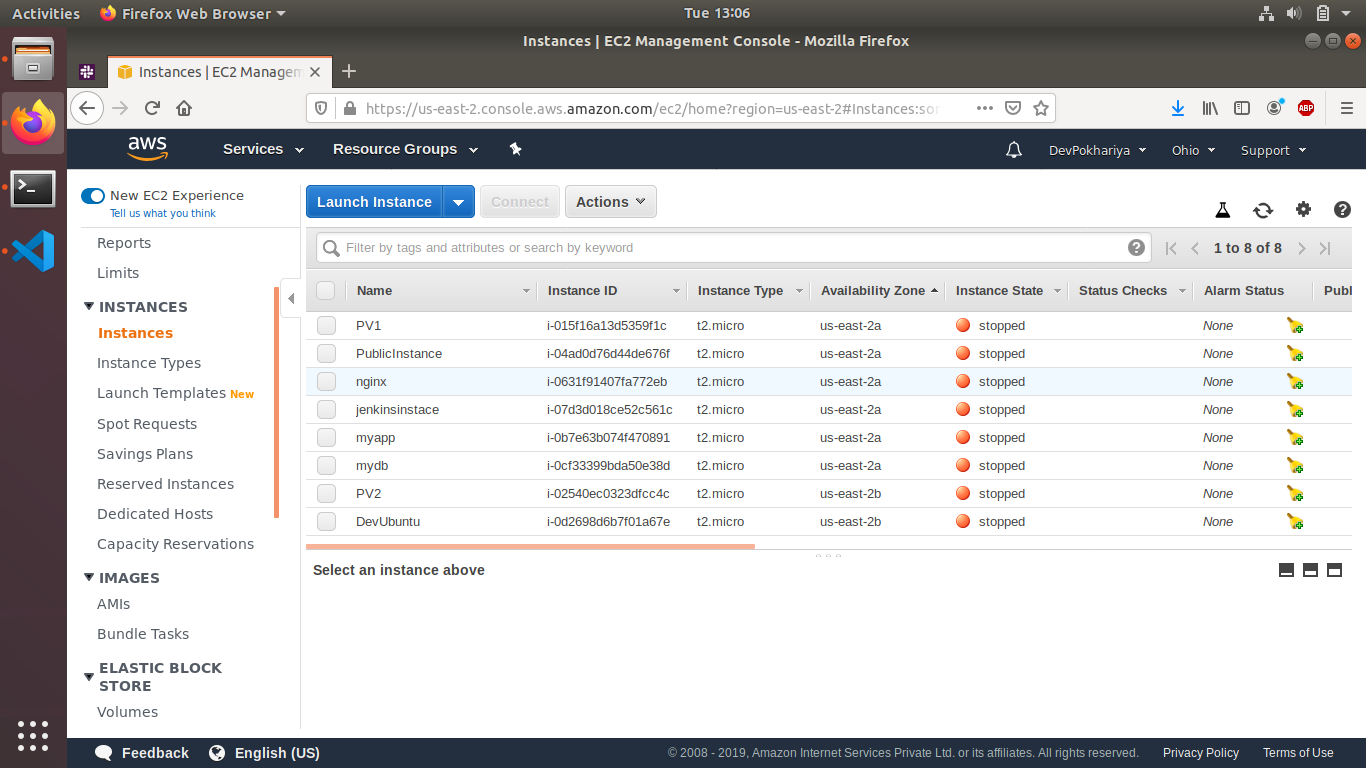 Activities Firefox Web Browser Tue 13:06
Instances | EC2 Management Console - Mozilla Firefox
Instances | EC2 Managem
https://us-east-2.console.aws.amazon.com/ec2/home?region=us-east-2#Instances:sor
ABP
aws Services Resource Groups DevPokhariya Ohio Support
New EC2 Experience
Tell us what you think
Reports
Limits
INSTANCES
Instances
Instance Types
Launch Templates New
Spot Requests
Savings Plans
Reserved Instances
Dedicated Hosts
Capacity Reservations
IMAGES
AMIs
Bundle Tasks
ELASTIC BLOCK
STORE
Volumes
Launch Instance Connect Actions
Filter by tags and attributes or search by keyword 1 to 8 of 8
Name Instance ID Instance Type Availability Zone Instance State Status Checks Alarm Status Publ
PV1 i-015f16a13d5359f1c t2.micro us-east-2a stopped None
PublicInstance i-04ad0d76d44de676f t2.micro us-east-2a stopped None
nginx i-0631f91407fa772eb t2.micro us-east-2a stopped None
jenkinsinstace i-07d3d018ce52c561c t2.micro us-east-2a stopped None
myapp i-0b7e63b074f470891 t2.micro us-east-2a stopped None
mydb i-0cf33399bda50e38d t2.micro us-east-2a stopped None
PV2 i-02540ec0323dfcc4c t2.micro us-east-2b stopped None
DevUbuntu i-0d2698d6b7f01a67e t2.micro us-east-2b stopped None
Select an instance above
Feedback English (US) © 2008 - 2019, Amazon Internet Services Private Ltd. or its affiliates. All rights reserved. Privacy Policy Terms of Use